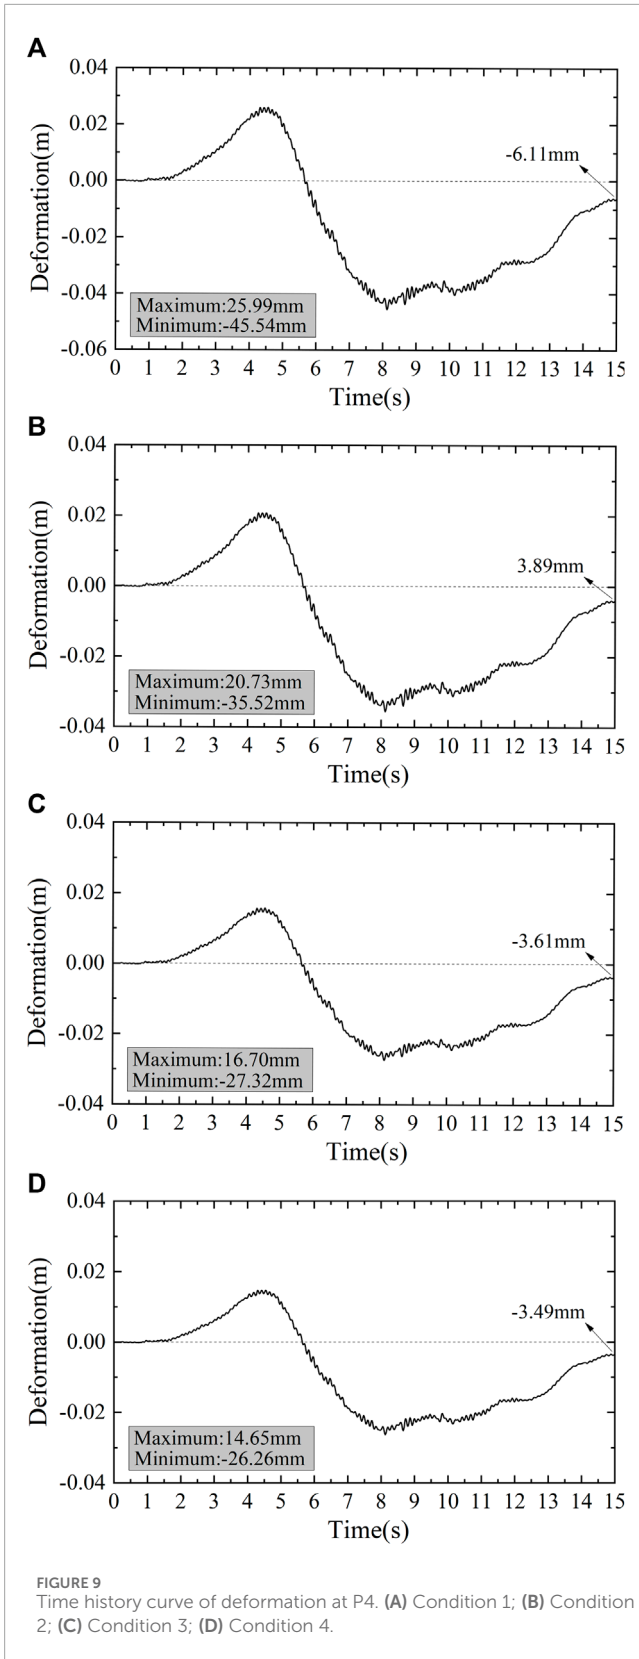 A
0.04
0.02
0.00
-0.02
-0.04
-0.06
Deformation(m)
-6.11mm
Maximum:25.99mm
Minimum:-45.54mm
0 1 2 3 4 5 6 7 8 9 10 11 12 13 14 15
Time(s)
B
0.04
0.02
0.00
-0.02
-0.04
Deformation(m)
3.89mm
Maximum:20.73mm
Minimum:-35.52mm
0 1 2 3 4 5 6 7 8 9 10 11 12 13 14 15
Time(s)
C
0.04
0.02
0.00
-0.02
-0.04
Deformation(m)
-3.61mm
Maximum:16.70mm
Minimum:-27.32mm
0 1 2 3 4 5 6 7 8 9 10 11 12 13 14 15
Time(s)
D
0.04
0.02
0.00
-0.02
-0.04
Deformation(m)
-3.49mm
Maximum:14.65mm
Minimum:-26.26mm
0 1 2 3 4 5 6 7 8 9 10 11 12 13 14 15
Time(s)
FIGURE 9
Time history curve of deformation at P4. (A) Condition 1; (B) Condition
2; (C) Condition 3; (D) Condition 4.